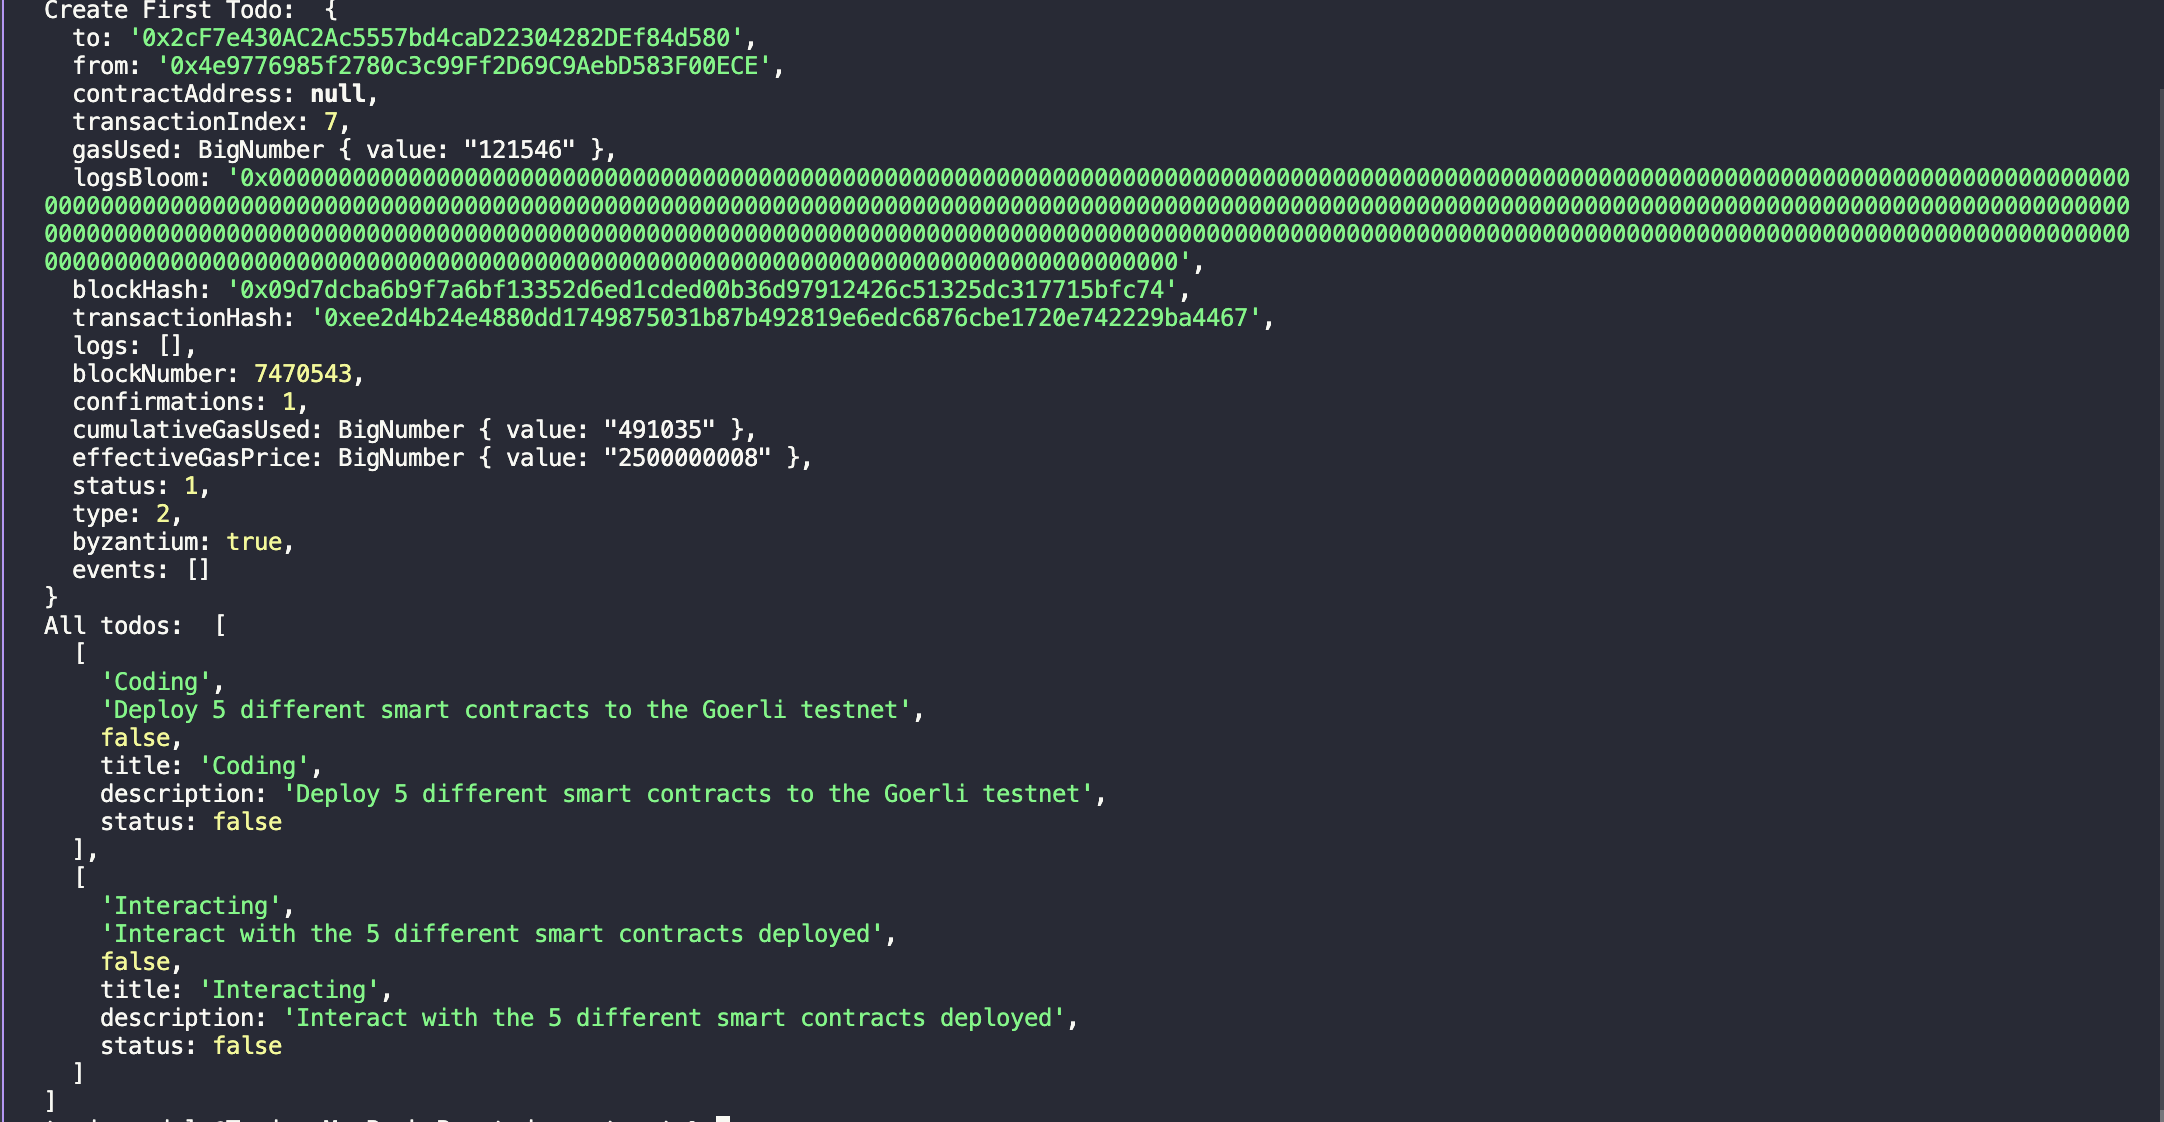 Create First Todo:  {
  to: '0x2cF7e430AC2Ac5557bd4caD22304282DEf84d580',
  from: '0x4e9776985f2780c3c99Ff2D69C9AebD583F00ECE',
  contractAddress: null,
  transactionIndex: 7,
  gasUsed: BigNumber { value: "121546" },
  logsBloom: '0x0000000000000000000000000000000000000000000000000000000000000000000000000000000000000000000000000000000000000000000000000000000000000
00000000000000000000000000000000000000000000000000000000000000000000000000000000000000000000000000000000000000000000000000000000000000000000000000000
00000000000000000000000000000000000000000000000000000000000000000000000000000000000000000000000000000000000000000000000000000000000000000000000000000
000000000000000000000000000000000000000000000000000000000000000000000000000000000',
  blockHash: '0x09d7dcba6b9f7a6bf13352d6ed1cded00b36d97912426c51325dc317715bfc74',
  transactionHash: '0xee2d4b24e4880dd1749875031b87b492819e6edc6876cbe1720e742229ba4467',
  logs: [],
  blockNumber: 7470543,
  confirmations: 1,
  cumulativeGasUsed: BigNumber { value: "491035" },
  effectiveGasPrice: BigNumber { value: "2500000008" },
  status: 1,
  type: 2,
  byzantium: true,
  events: []
}
All todos:  [
  [
    'Coding',
    'Deploy 5 different smart contracts to the Goerli testnet',
    false,
    title: 'Coding',
    description: 'Deploy 5 different smart contracts to the Goerli testnet',
    status: false
  ],
  [
    'Interacting',
    'Interact with the 5 different smart contracts deployed',
    false,
    title: 'Interacting',
    description: 'Interact with the 5 different smart contracts deployed',
    status: false
  ]
]